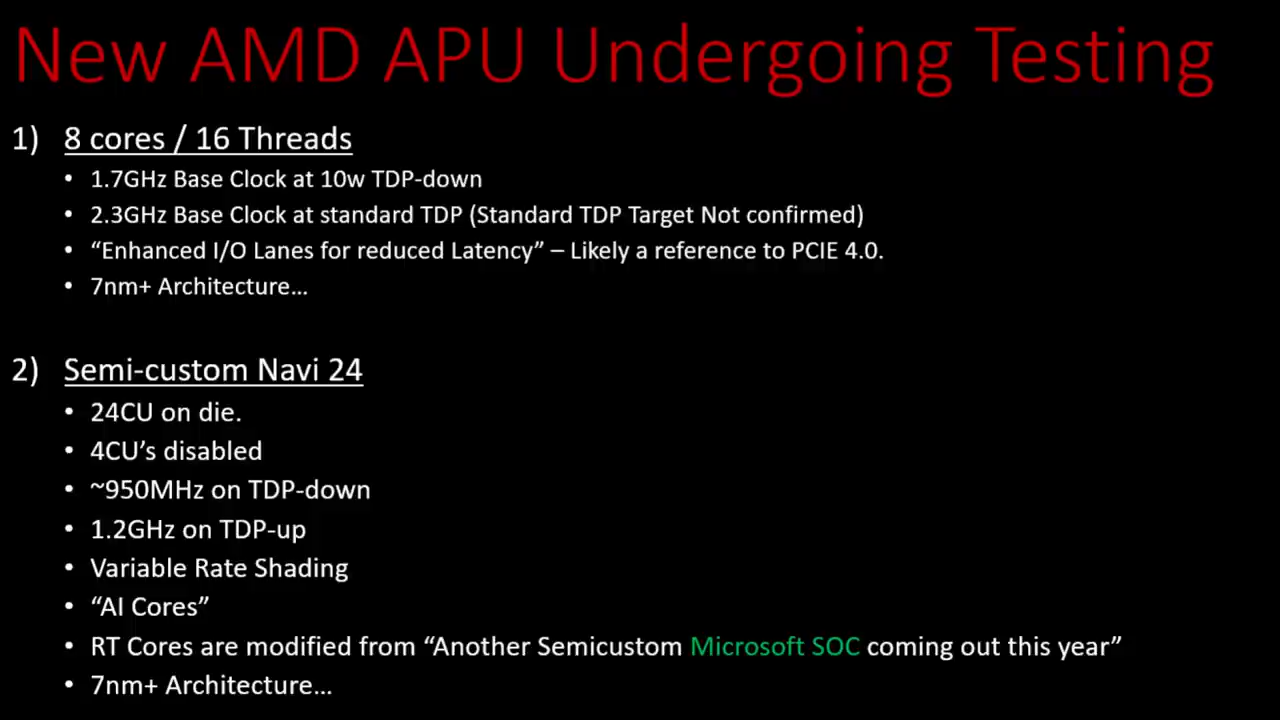 New AMD APU Undergoing Testing
1) 8 cores / 16 Threads
• 1.7GHz Base Clock at 10w TDP-down
• 2.3GHz Base Clock at standard TDP (Standard TDP Target Not confirmed)
• “Enhanced I/O Lanes for reduced Latency” – Likely a reference to PCIE 4.0.
• 7nm+ Architecture…
2) Semi-custom Navi 24
• 24CU on die.
• 4CU’s disabled
• ~950MHz on TDP-down
• 1.2GHz on TDP-up
• Variable Rate Shading
• “AI Cores”
• RT Cores are modified from “Another Semicustom Microsoft SOC coming out this year”
• 7nm+ Architecture…